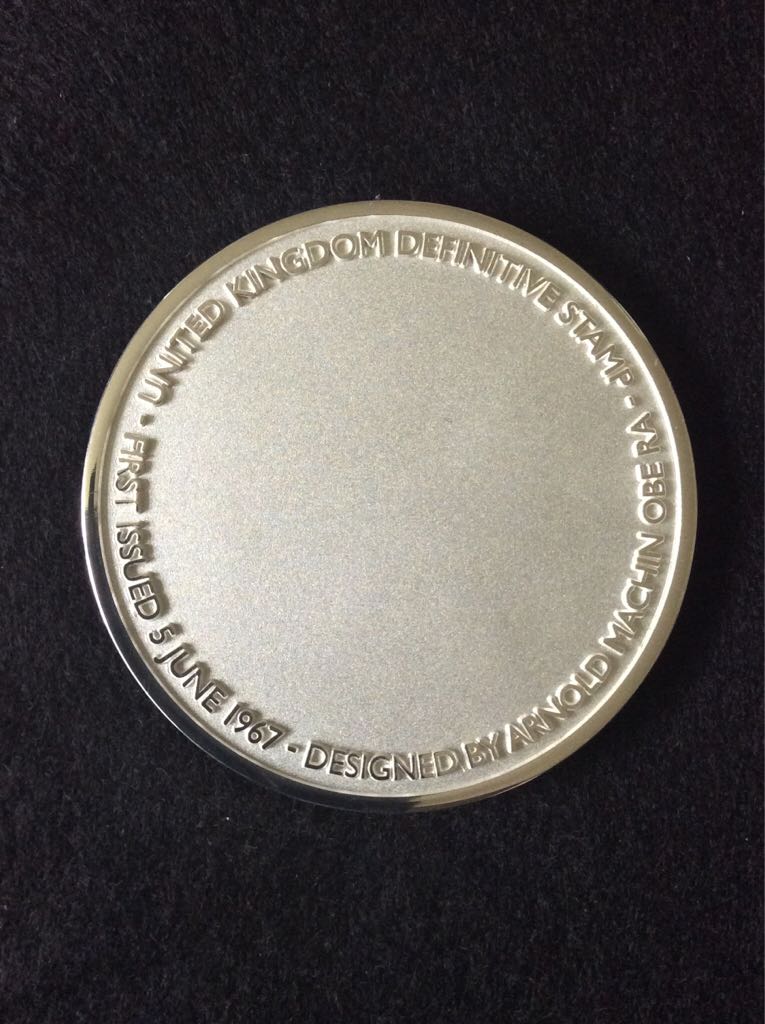 UNITED KINGDOM DEFINITIVE STAMP -
FIRST ISSUED 5 JUNE 1967 - DESIGNED BY ARNOLD MACHIN OBE RA -